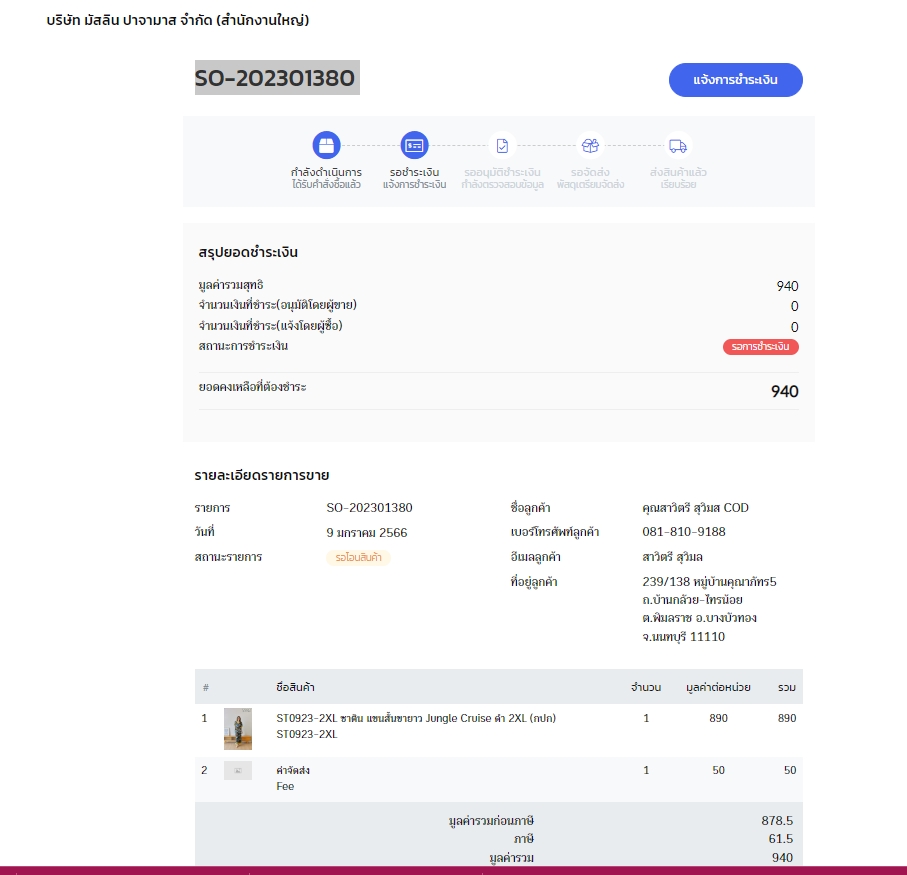 บริษัท มัสลิน ปาจามาส จำกัด (สำนักงานใหญ่)
SO-202301380
แจ้งการชำระเงิน
กำลังดำเนินการ
ได้รับคำสั่งซื้อแล้ว
รอชำระเงิน
แจ้งการชำระเงิน
รออนุมัติชำระเงิน
กำลังตรวจสอบข้อมูล
รอจัดส่ง
พัสดุเตรียมจัดส่ง
ส่งสินค้าแล้ว
เรียบร้อย
สรุปยอดชำระเงิน
มูลค่ารวมสุทธิ 940
จำนวนเงินที่ชำระ(อนุมัติโดยผู้ขาย) 0
จำนวนเงินที่ชำระ(แจ้งโดยผู้ซื้อ) 0
สถานะการชำระเงิน รอการชำระเงิน
ยอดคงเหลือที่ต้องชำระ 940
รายละเอียดรายการขาย
รายการ SO-202301380
วันที่ 9 มกราคม 2566
สถานะรายการ รอโอนสินค้า
ชื่อลูกค้า คุณสาวิตรี สุวิมส COD
เบอร์โทรศัพท์ลูกค้า 081-810-9188
อีเมลลูกค้า สาวิตรี สุวิมล
ที่อยู่ลูกค้า 239/138 หมู่บ้านคุณาภัทร5
ถ.บ้านกล้วย-ไทรน้อย
ต.พิมลราช อ.บางบัวทอง
จ.นนทบุรี 11110
# ชื่อสินค้า จำนวน มูลค่าต่อหน่วย รวม
1 ST0923-2XL ซาติน แขนสั้นขายาว Jungle Cruise ดำ 2XL (กปก) 1 890 890
ST0923-2XL
2 ค่าจัดส่ง 1 50 50
Fee
มูลค่ารวมก่อนภาษี 878.5
ภาษี 61.5
มูลค่ารวม 940